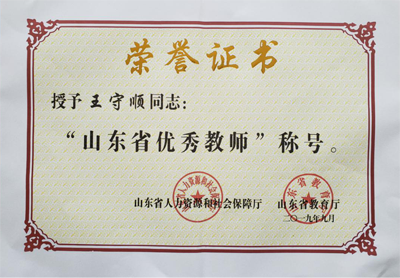 荣誉证书
授予王守顺同志：
“山东省优秀教师”称号。
山东省人力资源和社会保障厅 山东省教育厅
二〇一九年九月